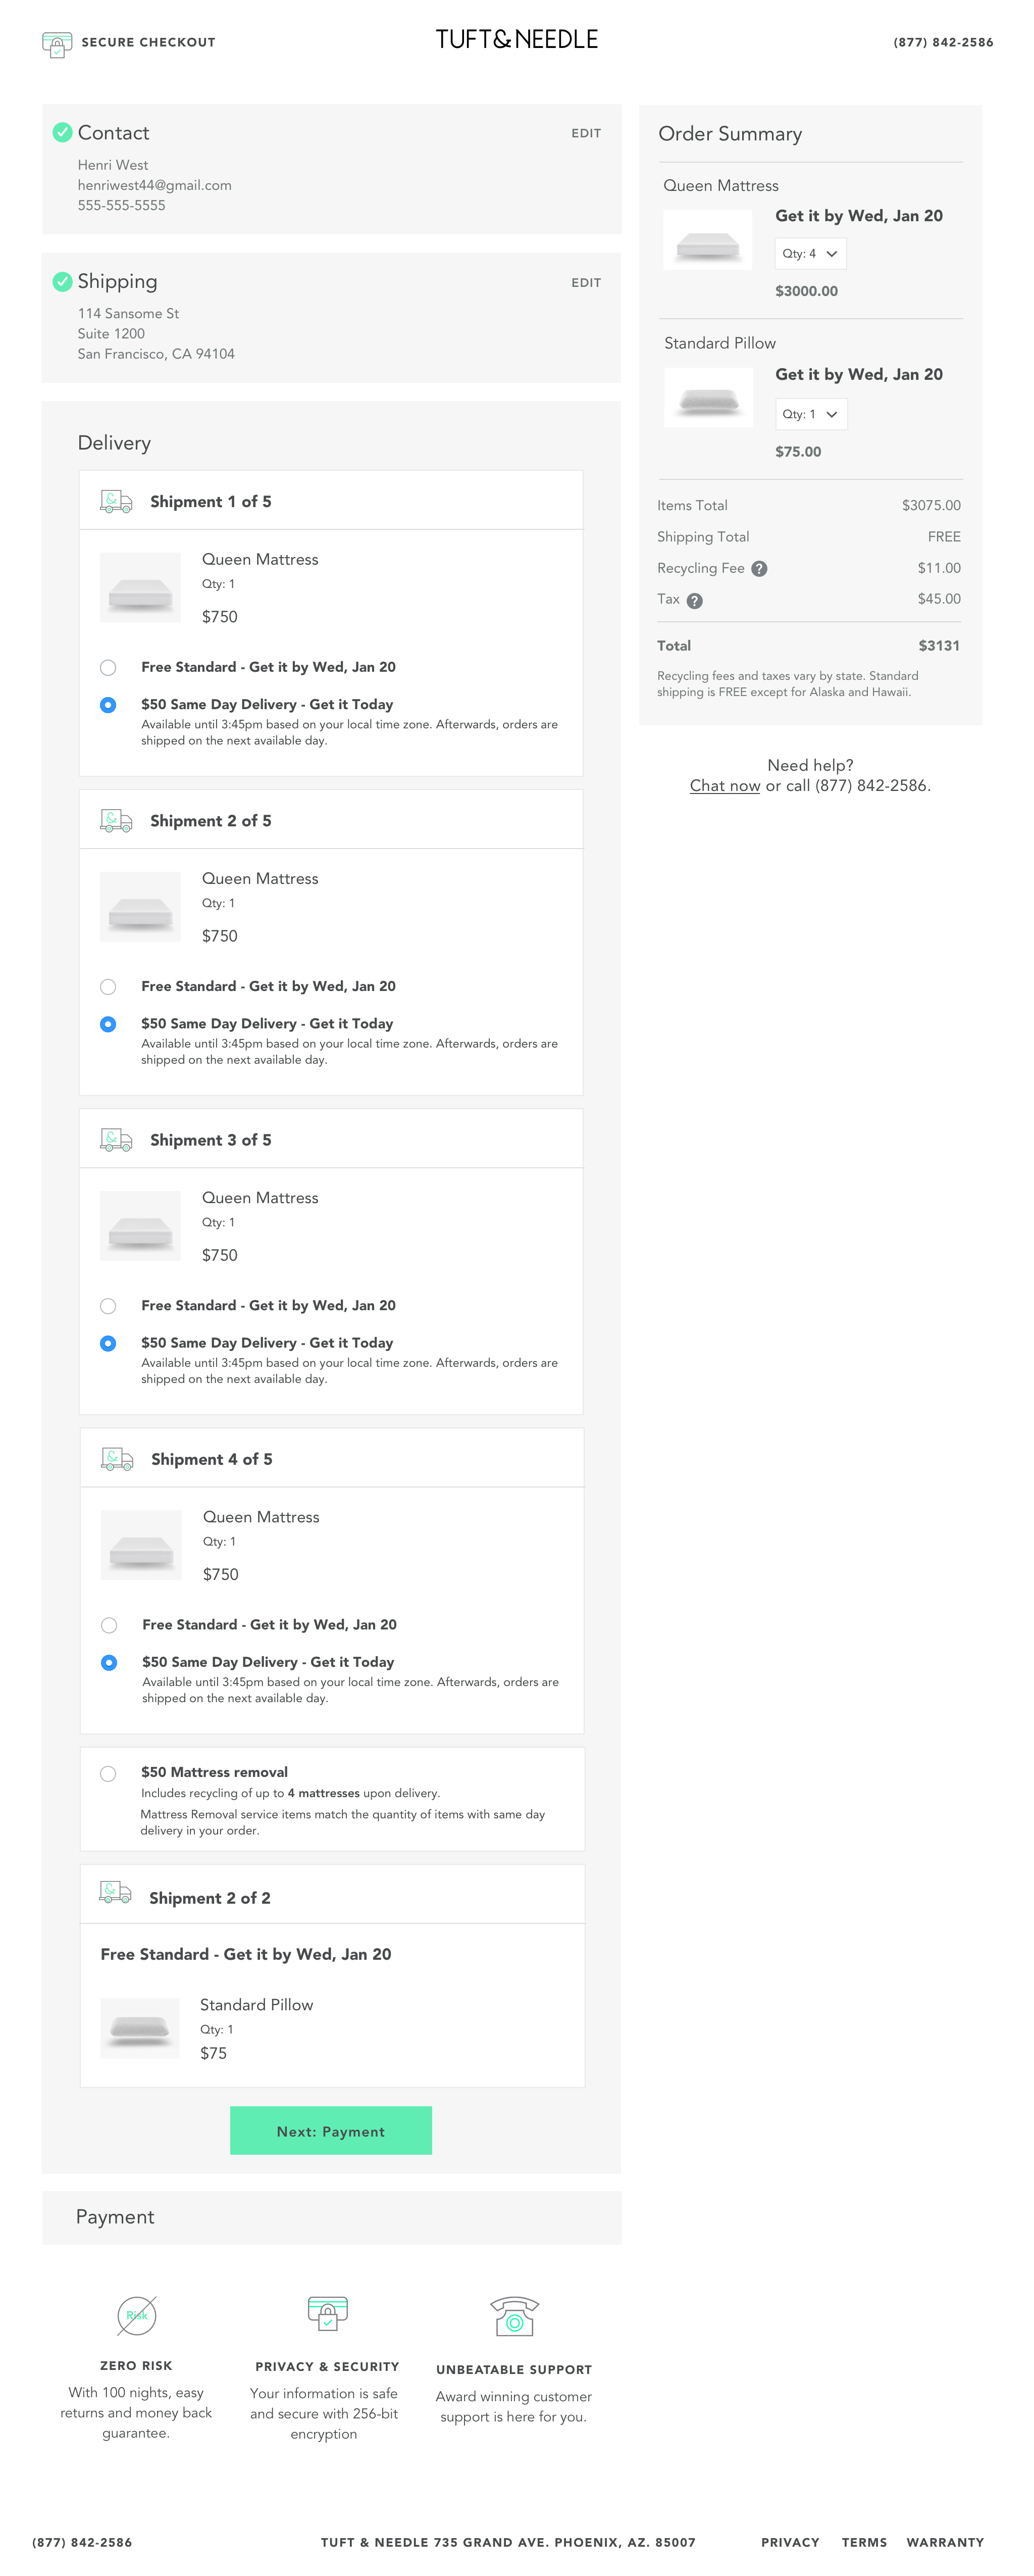 SECURE CHECKOUT
TUFT&NEEDLE
(877) 842-2586
Contact
EDIT
Henri West
henriwest44@gmail.com
555-555-5555
Shipping
EDIT
114 Sansome St
Suite 1200
San Francisco, CA 94104
Delivery
&
Shipment 1 of 5
Queen Mattress
Qty: 1
$750
Free Standard - Get it by Wed, Jan 20
$50 Same Day Delivery - Get it Today
Available until 3:45pm based on your local time zone. Afterwards, orders are
shipped on the next available day.
&
Shipment 2 of 5
Queen Mattress
Qty: 1
$750
Free Standard - Get it by Wed, Jan 20
$50 Same Day Delivery - Get it Today
Available until 3:45pm based on your local time zone. Afterwards, orders are
shipped on the next available day.
&
Shipment 3 of 5
Queen Mattress
Qty: 1
$750
Free Standard - Get it by Wed, Jan 20
$50 Same Day Delivery - Get it Today
Available until 3:45pm based on your local time zone. Afterwards, orders are
shipped on the next available day.
&
Shipment 4 of 5
Queen Mattress
Qty: 1
$750
Free Standard - Get it by Wed, Jan 20
$50 Same Day Delivery - Get it Today
Available until 3:45pm based on your local time zone. Afterwards, orders are
shipped on the next available day.
$50 Mattress removal
Includes recycling of up to 4 mattresses upon delivery.
Mattress Removal service items match the quantity of items with same day
delivery in your order.
&
Shipment 2 of 2
Free Standard - Get it by Wed, Jan 20
Standard Pillow
Qty: 1
$75
Next: Payment
Payment
Order Summary
Queen Mattress
Get it by Wed, Jan 20
Qty: 4
$3000.00
Standard Pillow
Get it by Wed, Jan 20
Qty: 1
$75.00
Items Total $3075.00
Shipping Total FREE
Recycling Fee ? $11.00
Tax ? $45.00
Total $3131
Recycling fees and taxes vary by state. Standard
shipping is FREE except for Alaska and Hawaii.
Need help?
Chat now or call (877) 842-2586.
Risk
ZERO RISK
With 100 nights, easy
returns and money back
guarantee.
PRIVACY & SECURITY
Your information is safe
and secure with 256-bit
encryption
UNBEATABLE SUPPORT
Award winning customer
support is here for you.
(877) 842-2586
TUFT & NEEDLE 735 GRAND AVE. PHOENIX, AZ. 85007
PRIVACY TERMS WARRANTY